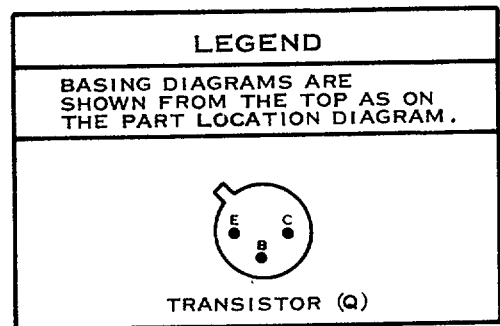 LEGEND
BASING DIAGRAMS ARE
SHOWN FROM THE TOP AS ON
THE PART LOCATION DIAGRAM.
E C
B
TRANSISTOR (Q)